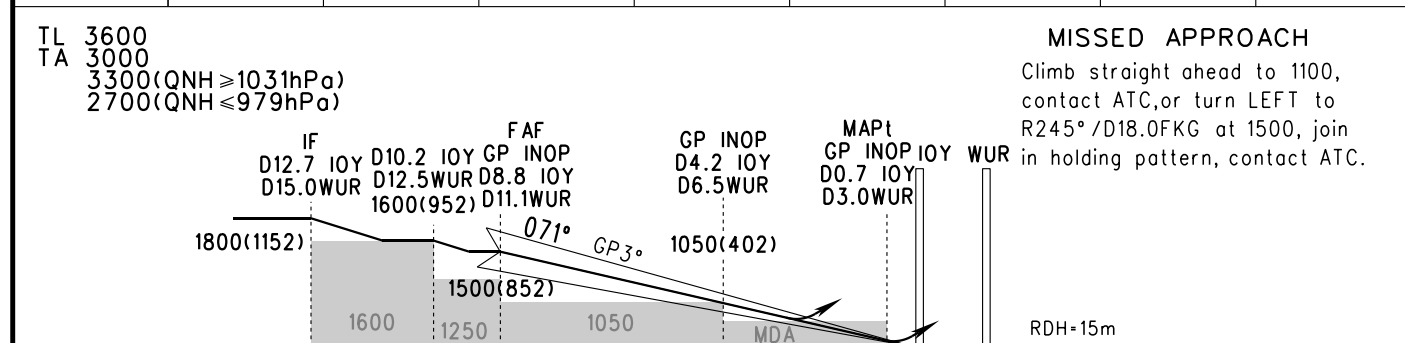 TL 3600
TA 3000
3300(QNH≥1031hPa)
2700(QNH≤979hPa)
MISSED APPROACH
Climb straight ahead to 1100,
contact ATC,or turn LEFT to
R245°/D18.0FKG at 1500, join
in holding pattern, contact ATC.
IF
D12.7 IOY
D15.0WUR
D10.2 IOY
D12.5WUR
1600(952)
FAF
GP INOP
D8.8 IOY
D11.1WUR
GP INOP
D4.2 IOY
D6.5WUR
MAPt
GP INOP
D0.7 IOY
D3.0WUR
IOY
WUR
1800(1152)
071°
GP3°
1050(402)
1500(852)
1600
1250
1050
MDA
RDH=15m